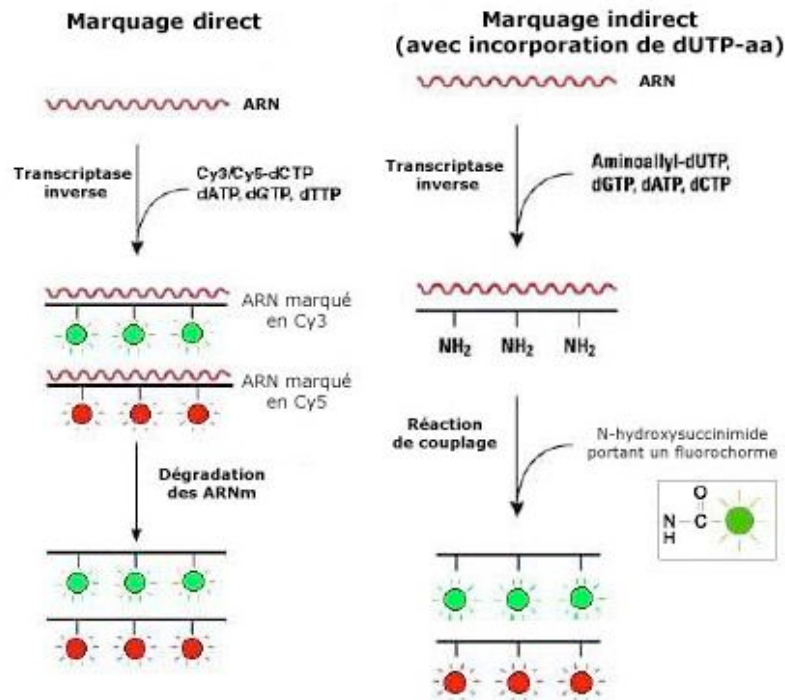 Marquage direct
ARN
Transcriptase
inverse
Cy3/Cy5-dCTP
dATP, dGTP, dTTP
ARN marqué
en Cy3
ARN marqué
en Cy5
Dégradation
des ARNm
Marquage indirect
(avec incorporation de dUTP-aa)
ARN
Transcriptase
inverse
Aminoallyl-dUTP,
dGTP, dATP, dCTP
NH2 NH2 NH2
Réaction
de couplage
N-hydroxysuccinimide
portant un fluorochorme
O
N C
H